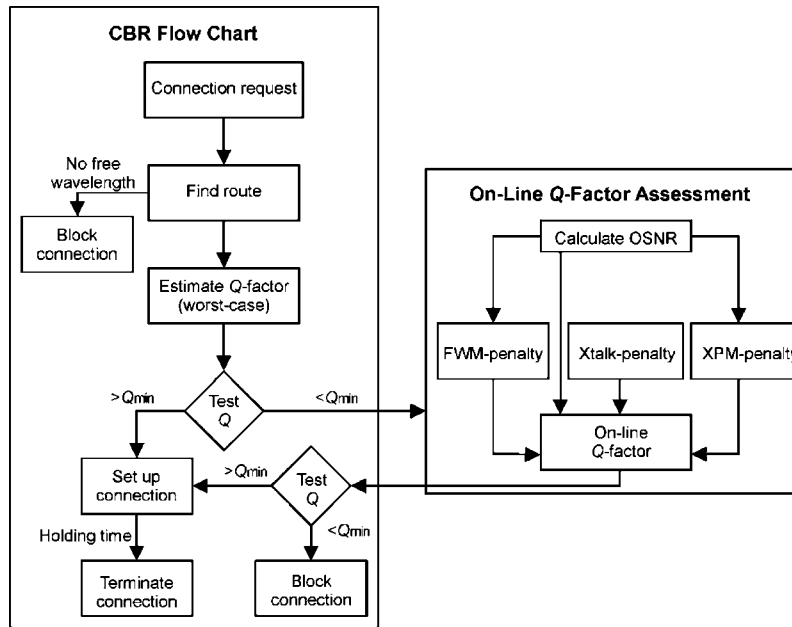 CBR Flow Chart
Connection request
No free
wavelength
Find route
Block
connection
Estimate Q-factor
(worst-case)
>Qmin
Test
Q
<Qmin
Set up
connection
>Qmin
Test
Q
<Qmin
Holding time
Terminate
connection
Block
connection
On-Line Q-Factor Assessment
Calculate OSNR
FWM-penalty
Xtalk-penalty
XPM-penalty
On-line
Q-factor